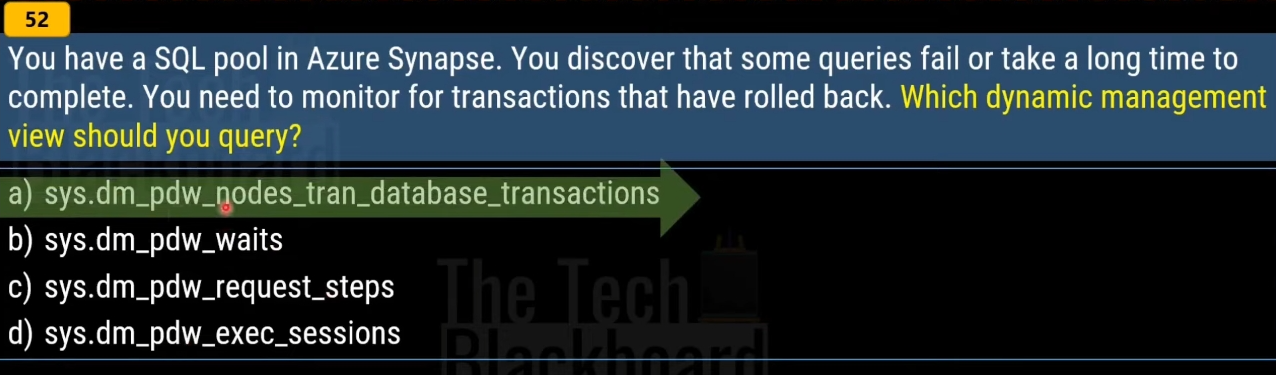 52
You have a SQL pool in Azure Synapse. You discover that some queries fail or take a long time to
complete. You need to monitor for transactions that have rolled back. Which dynamic management
view should you query?
a) sys.dm_pdw_nodes_tran_database_transactions
b) sys.dm_pdw_waits
c) sys.dm_pdw_request_steps
d) sys.dm_pdw_exec_sessions
The Tech
Blackboard